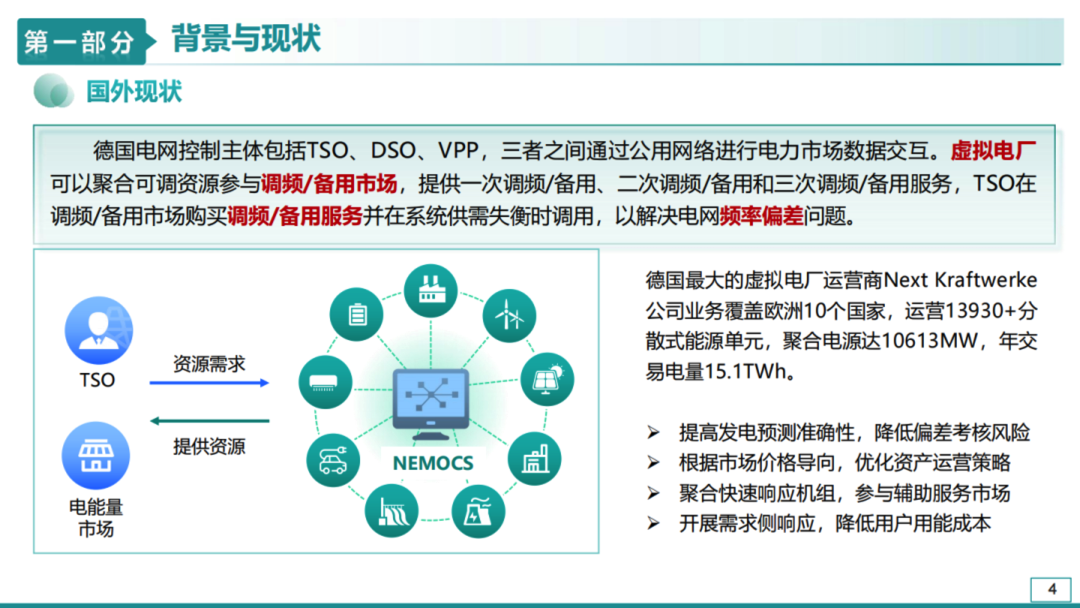 第一部分
背景与现状
国外现状
德国电网控制主体包括TSO、DSO、VPP，三者之间通过公用网络进行电力市场数据交互。虚拟电厂
可以聚合可调资源参与调频/备用市场，提供一次调频/备用、二次调频/备用和三次调频/备用服务，TSO在
调频/备用市场购买调频/备用服务并在系统供需失衡时调用，以解决电网频率偏差问题。
TSO
资源需求
提供资源
电能量
市场
NEMOCS
德国最大的虚拟电厂运营商Next Kraftwerke
公司业务覆盖欧洲10个国家，运营13930+分
散式能源单元，聚合电源达10613MW，年交
易电量15.1TWh。
➢ 提高发电预测准确性，降低偏差考核风险
➢ 根据市场价格导向，优化资产运营策略
➢ 聚合快速响应机组，参与辅助服务市场
➢ 开展需求侧响应，降低用户用能成本
4